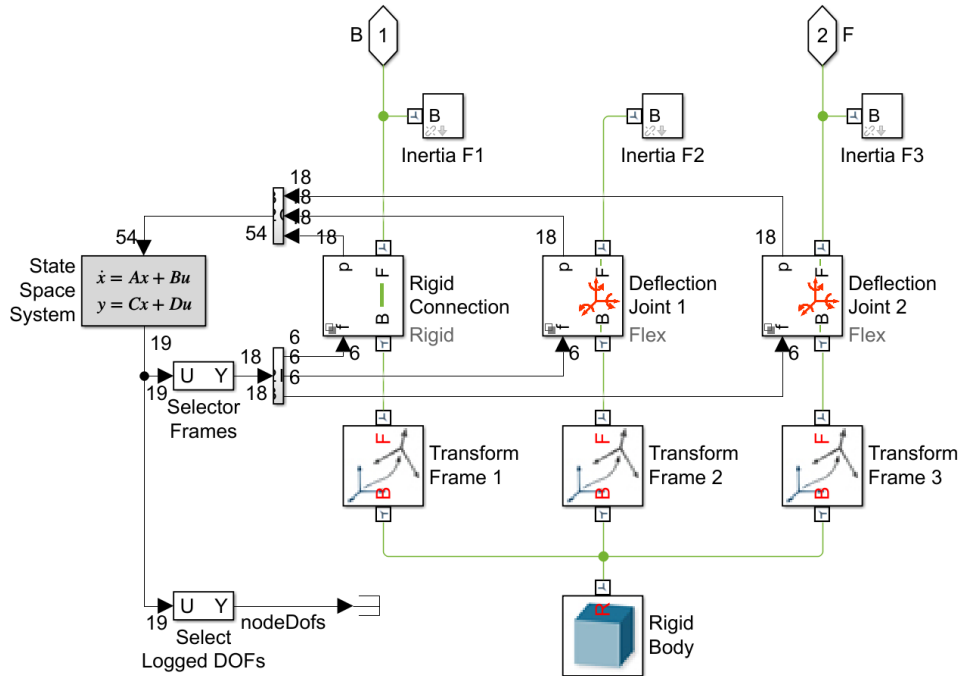 B 1
2 F
B
Inertia F1
B
Inertia F2
B
Inertia F3
18
18
18
54
18
54
18
18
State
Space
System
ẋ = Ax + Bu
y = Cx + Du
p F
f B
Rigid
Connection
Rigid
p F
f B
Deflection
Joint 1
Flex
p F
f B
Deflection
Joint 2
Flex
19
6
6
6
6
6
6
18
18
19
U Y
Selector
Frames
F
B
Transform
Frame 1
F
B
Transform
Frame 2
F
B
Transform
Frame 3
19
U Y
nodeDofs
Select
Logged DOFs
R
Rigid
Body